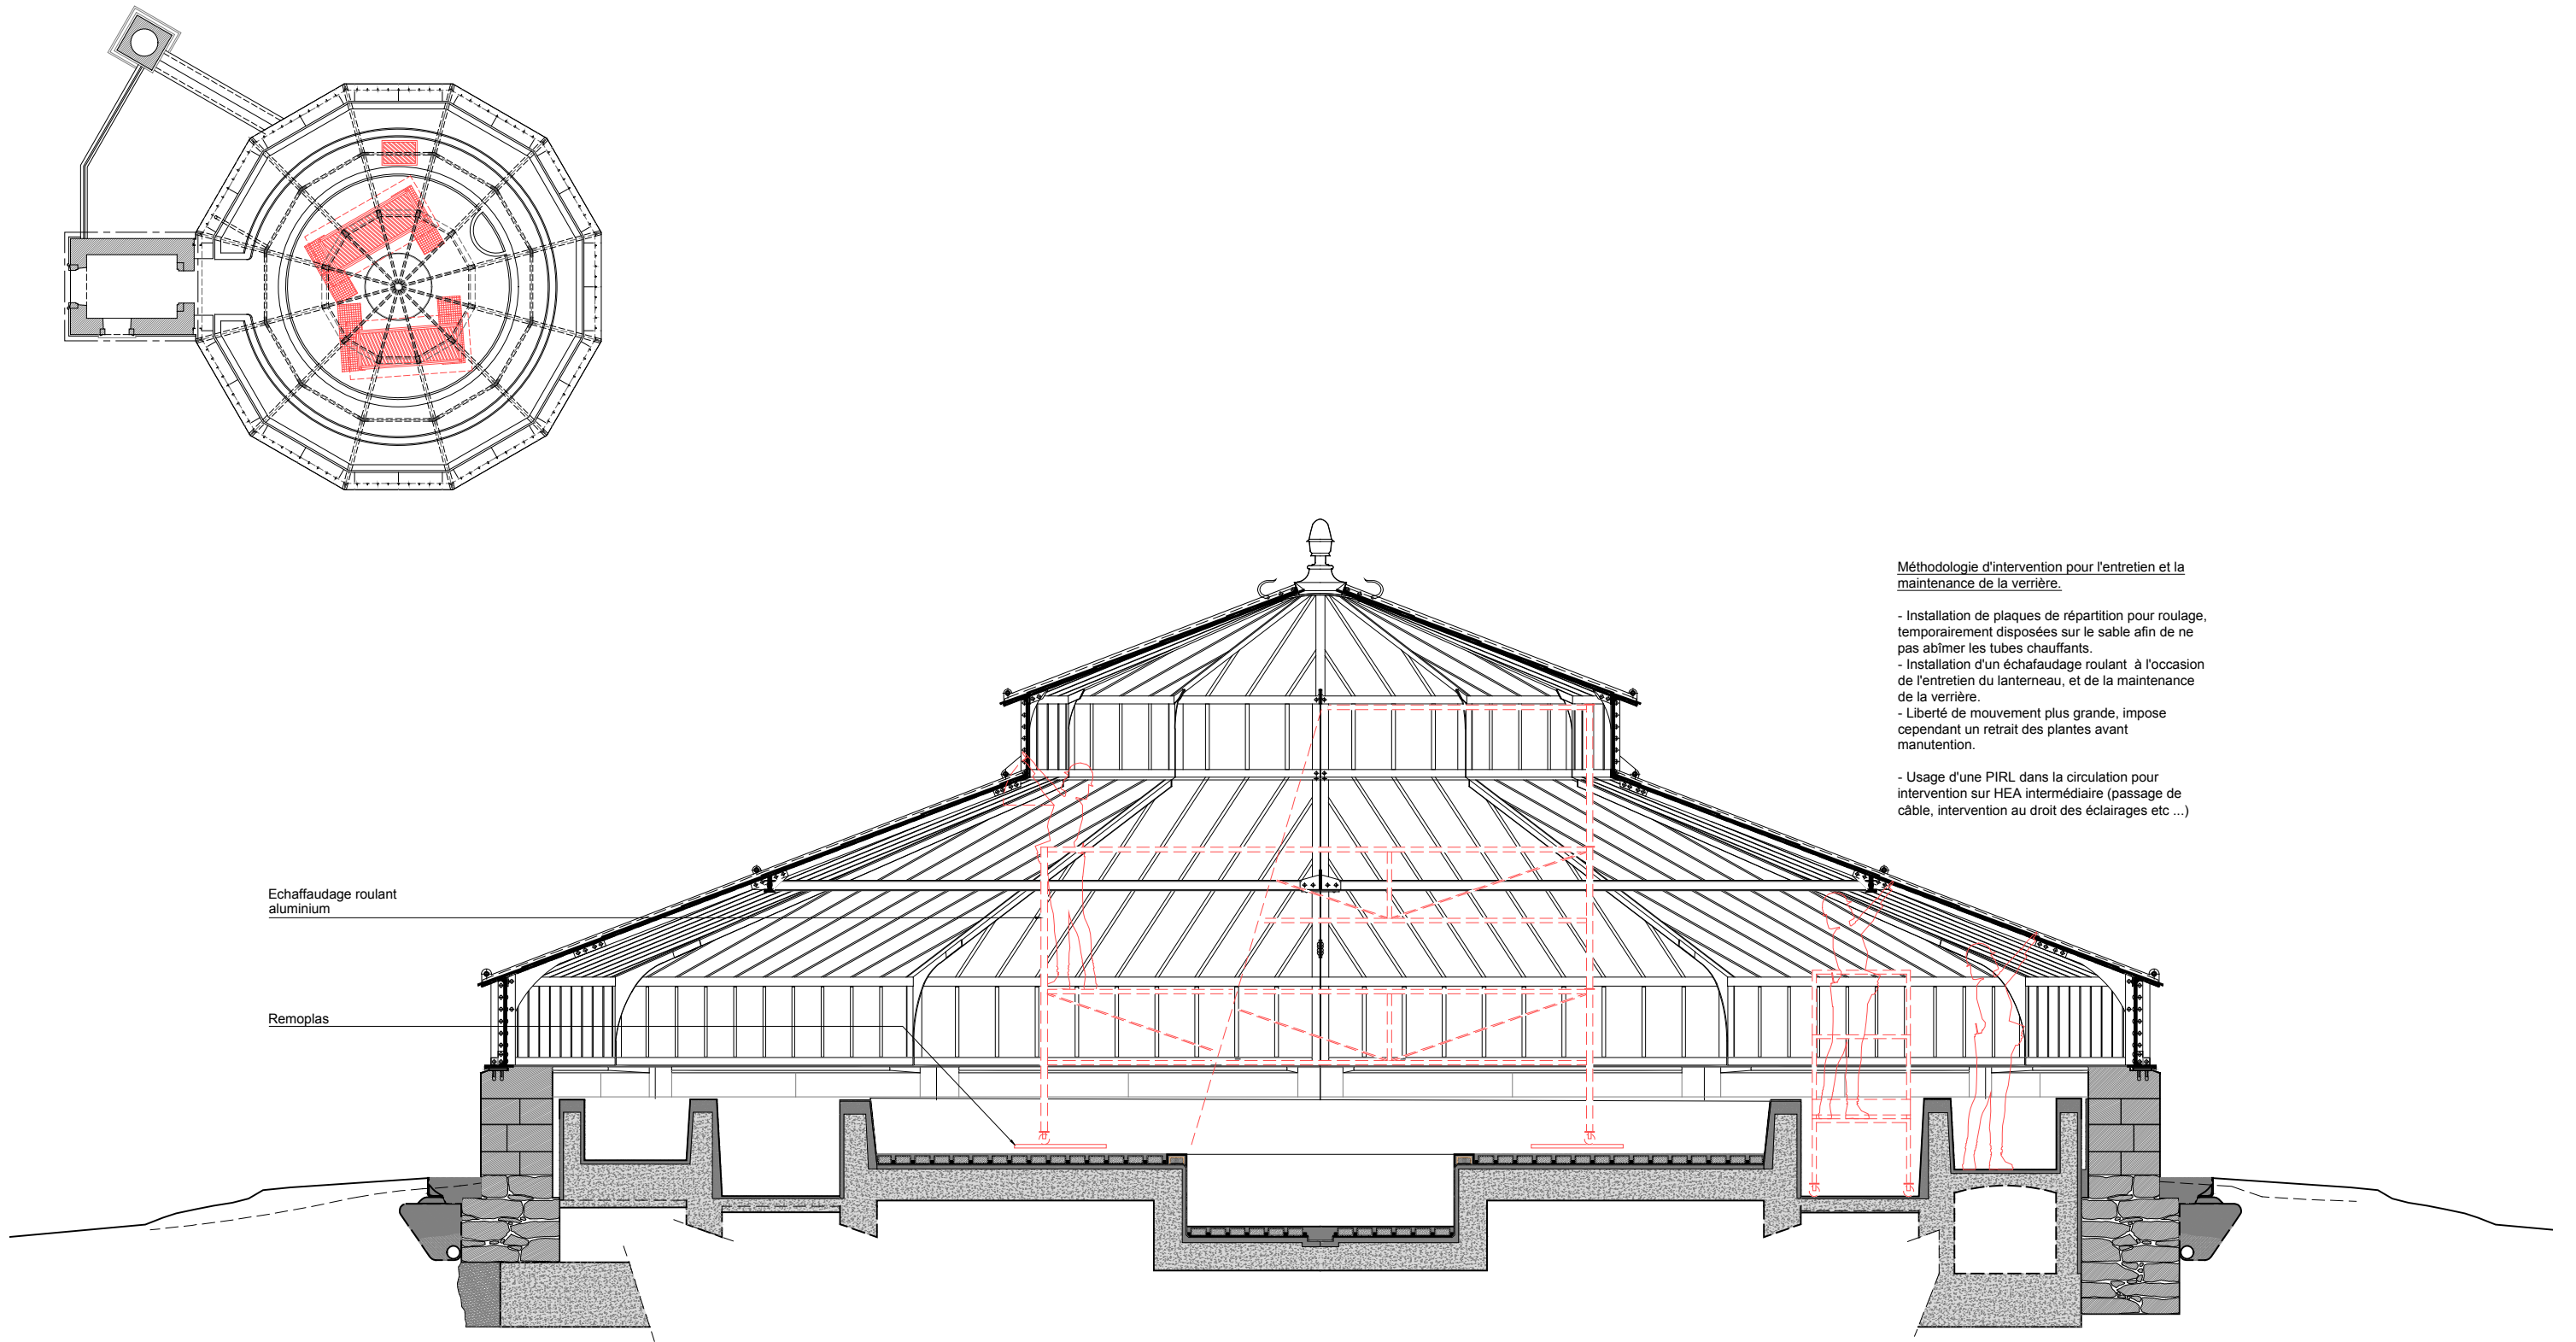 Méthodologie d'intervention pour l'entretien et la
maintenance de la verrière.
- Installation de plaques de répartition pour roulage,
temporairement disposées sur le sable afin de ne
pas abîmer les tubes chauffants.
- Installation d'un échafaudage roulant  à l'occasion
de l'entretien du lanterneau, et de la maintenance
de la verrière.
- Liberté de mouvement plus grande, impose
cependant un retrait des plantes avant
manutention.
- Usage d'une PIRL dans la circulation pour
intervention sur HEA intermédiaire (passage de
câble, intervention au droit des éclairages etc ...)
Echaffaudage roulant
aluminium
Remoplas